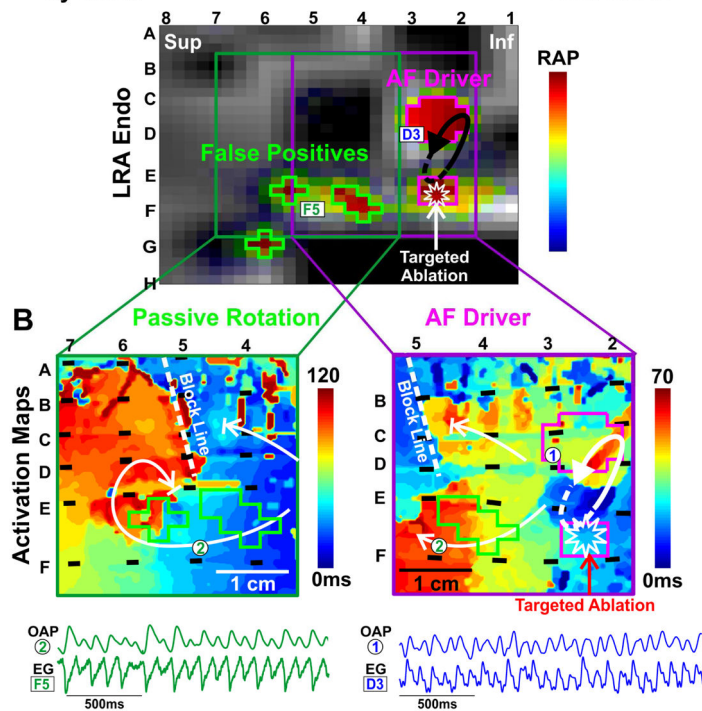 8 7 6 5 4 3 2 1
A
B
C
D
E
F
G
H
LRA Endo
Sup
Inf
AF Driver
D3
False Positives
F5
Targeted
Ablation
RAP
B
Passive Rotation
AF Driver
Activation Maps
7 6 5 4
A
B
C
D
E
F
Block Line
2
1 cm
120
0ms
5 4 3 2
B
C
D
E
F
Block Line
1
2
1 cm
Targeted Ablation
70
0ms
OAP
2
EG
F5
500ms
OAP
1
EG
D3
500ms